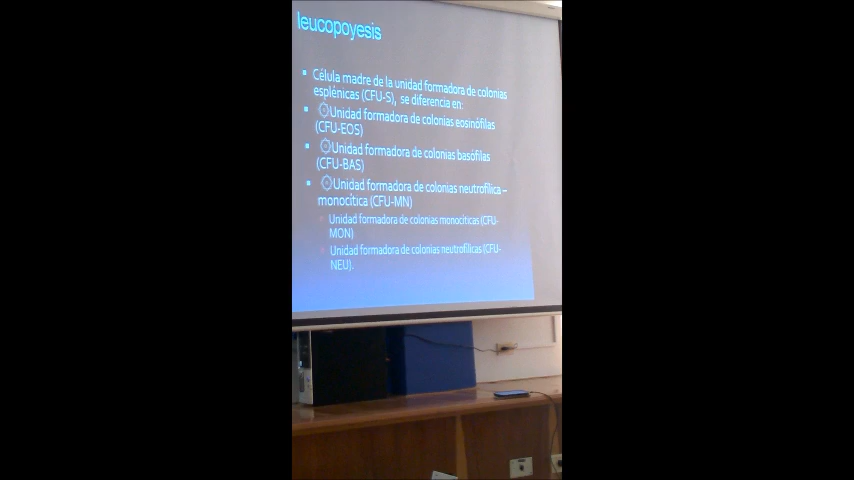 leucopoyesis
Célula madre de la unidad formadora de colonias
esplénicas (CFU-S), se diferencia en:
Unidad formadora de colonias eosinófilas
(CFU-EOS)
Unidad formadora de colonias basófilas
(CFU-BAS)
Unidad formadora de colonias neutrofílica –
monocítica (CFU-MN)
Unidad formadora de colonias monocíticas (CFU-
MON)
Unidad formadora de colonias neutrofílicas (CFU-
NEU).